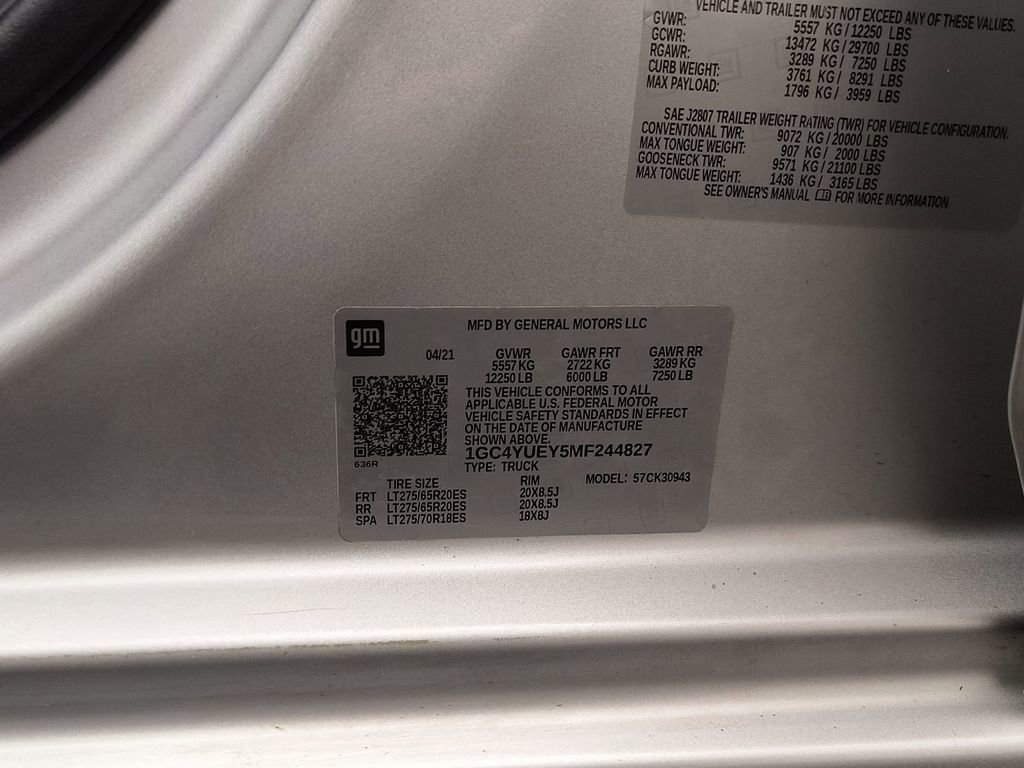 VEHICLE AND TRAILER MUST NOT EXCEED ANY OF THESE VALUES.
GVWR: 5557 KG / 12250 LBS
GCWR: 13472 KG / 29700 LBS
RGAWR: 3289 KG / 7250 LBS
CURB WEIGHT: 3761 KG / 8291 LBS
MAX PAYLOAD: 1796 KG / 3959 LBS
SAE J2807 TRAILER WEIGHT RATING (TWR) FOR VEHICLE CONFIGURATION.
CONVENTIONAL TWR: 9072 KG / 20000 LBS
MAX TONGUE WEIGHT: 907 KG / 2000 LBS
GOOSENECK TWR: 9571 KG / 21100 LBS
MAX TONGUE WEIGHT: 1436 KG / 3165 LBS
SEE OWNER'S MANUAL FOR MORE INFORMATION
gm
MFD BY GENERAL MOTORS LLC
04/21 GVWR GAWR FRT GAWR RR
5557 KG 2722 KG 3289 KG
12250 LB 6000 LB 7250 LB
THIS VEHICLE CONFORMS TO ALL
APPLICABLE U.S. FEDERAL MOTOR
VEHICLE SAFETY STANDARDS IN EFFECT
ON THE DATE OF MANUFACTURE
SHOWN ABOVE.
1GC4YUEY5MF244827
636R
TYPE: TRUCK
TIRE SIZE RIM MODEL: 57CK30943
FRT LT275/65R20ES 20X8.5J
RR LT275/65R20ES 20X8.5J
SPA LT275/70R18ES 18X8J